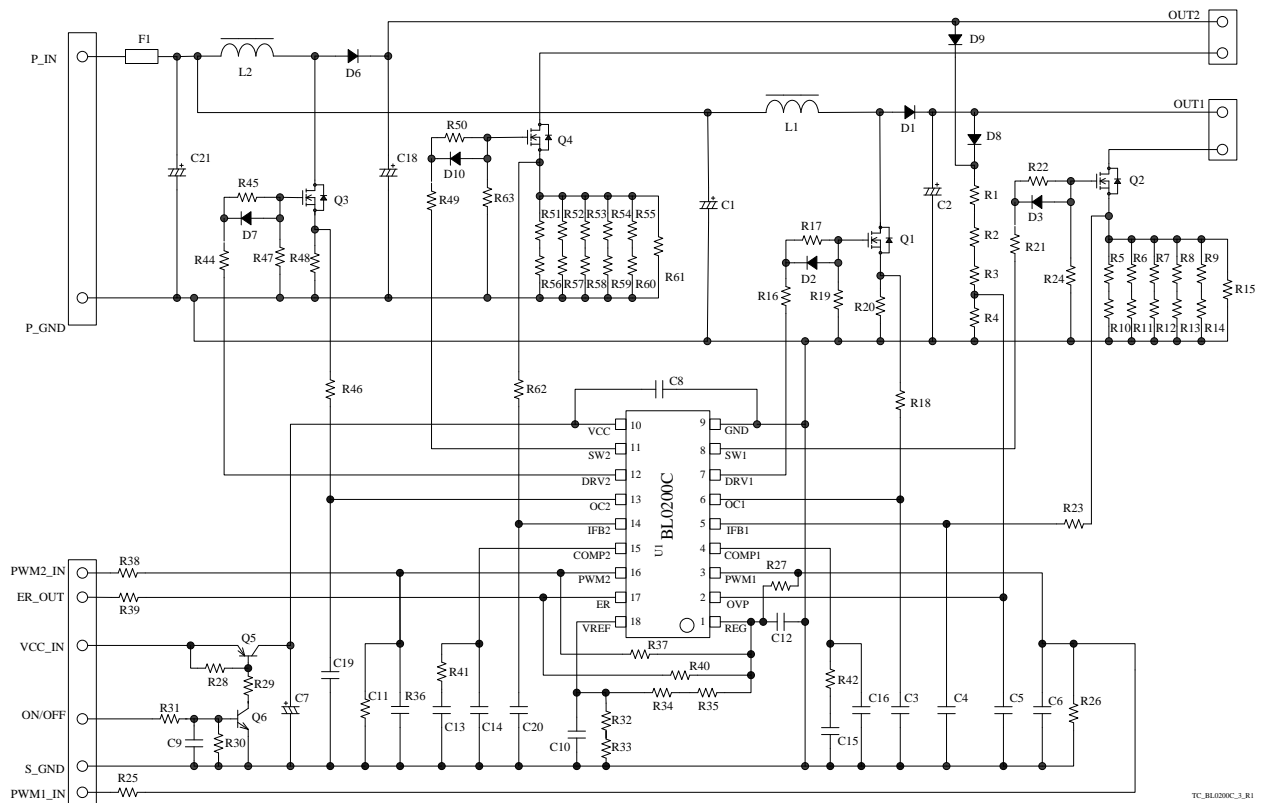 OUT2
F1
D9
P_IN
L2
D6
OUT1
L1
D1
R50
Q4
D8
C21
D10
C18
R22
Q2
R45
Q3
R49
R63
C1
C2
R1
D3
D7
R51 R52 R53 R54 R55
R17
Q1
R2
R21
R44
R47
R48
R61
D2
R24
R5 R6 R7 R8 R9
R56 R57 R58 R59 R60
R16
R19
R20
R3
R15
P_GND
R4
R10 R11 R12 R13 R14
R46
R62
C8
R18
10 VCC
9 GND
11 SW2
8 SW1
12 DRV2
7 DRV1
13 OC2
6 OC1
14 IFB2
5 IFB1
R23
15 COMP2
4 COMP1
16 PWM2
3 PWM1
17 ER
2 OVP
18 VREF
1 REG
U1
BL0200C
PWM2_IN
R38
R27
ER_OUT
R39
C12
VCC_IN
Q5
R37
R28
R29
C19
R41
R40
R42
ON/OFF
R31
Q6
C7
C11
R36
R34
R35
C16
C3
C4
C5
C6
R26
C9
R30
C13
C14
C20
C10
R32
R33
C15
S_GND
R25
PWM1_IN
TC_BL0200C_3_R1